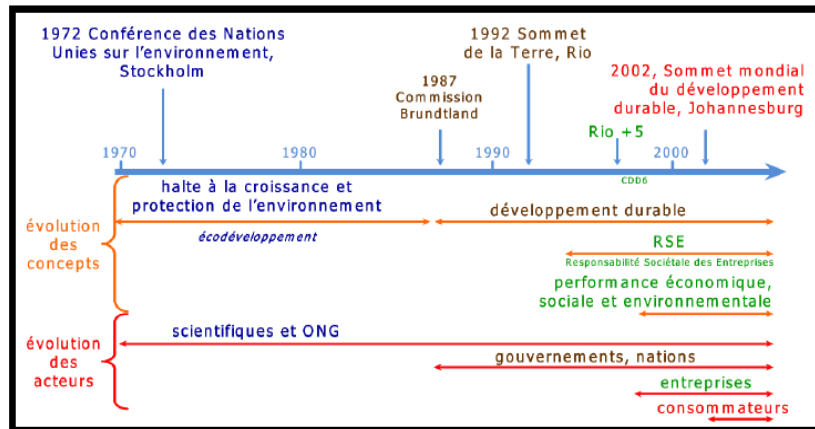 1972 Conférence des Nations
Unies sur l'environnement,
Stockholm
1987
Commission
Brundtland
1992 Sommet
de la Terre, Rio
Rio +5
2002, Sommet mondial
du développement
durable, Johannesburg
1970
1980
1990
2000
CDD6
évolution
des
concepts
halte à la croissance et
protection de l'environnement
écodéveloppement
développement durable
RSE
Responsabilité Sociétale des Entreprises
performance économique,
sociale et environnementale
évolution
des
acteurs
scientifiques et ONG
gouvernements, nations
entreprises
consommateurs